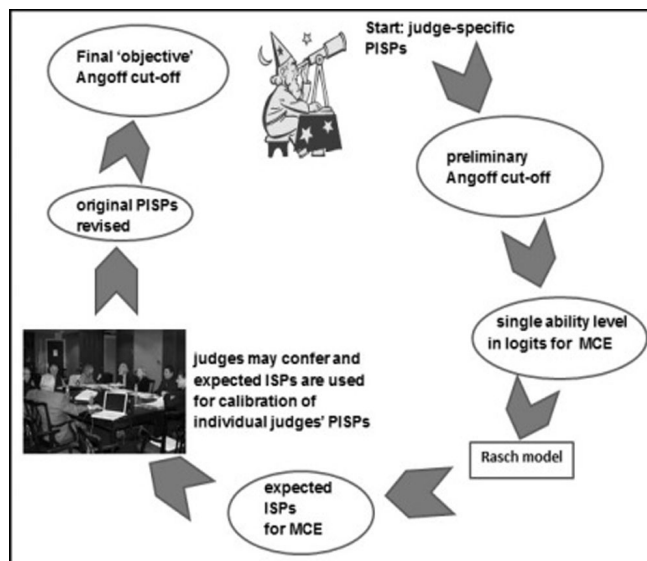 Start: judge-specific
PISPs
preliminary
Angoff cut-off
single ability level
in logits for MCE
Rasch model
expected
ISPs
for MCE
judges may confer and
expected ISPs are used
for calibration of
individual judges' PISPs
original PISPs
revised
Final 'objective'
Angoff cut-off